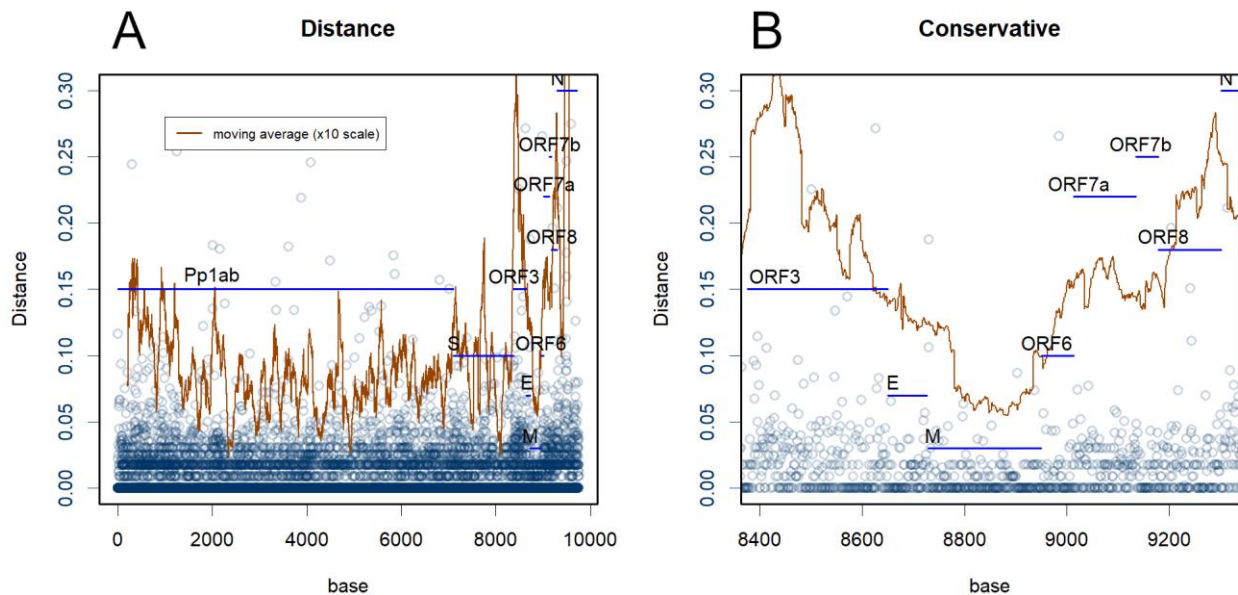 A
Distance
B
Conservative
Distance
0.30
0.25
0.20
0.15
0.10
0.05
0.00
moving average (x10 scale)
N
ORF7b
ORF7a
ORF8
Pp1ab
ORF3
S
ORF6
E
M
0
2000
4000
6000
8000
10000
base
Distance
0.30
0.25
0.20
0.15
0.10
0.05
0.00
N
ORF7b
ORF7a
ORF8
ORF3
ORF6
E
M
8400
8600
8800
9000
9200
base